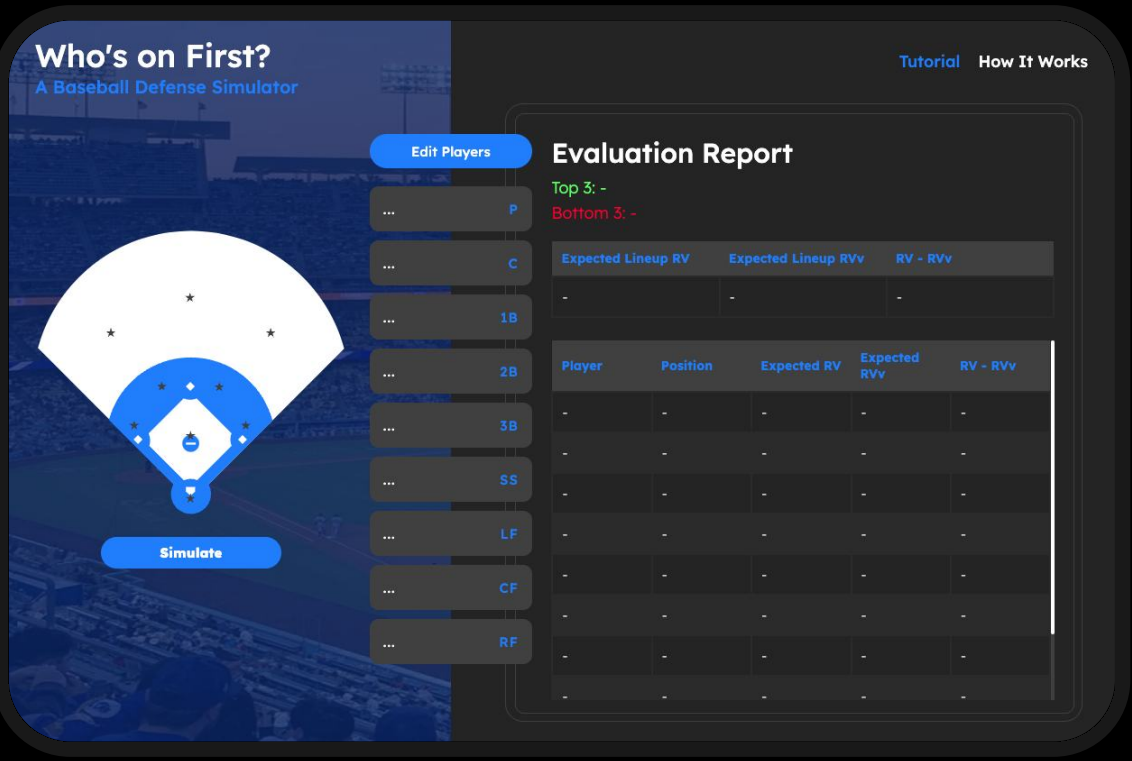 Who's on First?
A Baseball Defense Simulator
Tutorial How It Works
Edit Players
... P
... C
... 1B
... 2B
... 3B
... SS
... LF
... CF
... RF
Simulate
Evaluation Report
Top 3: -
Bottom 3: -
Expected Lineup RV Expected Lineup RVv RV - RVv
- - -
Player Position Expected RV Expected RVv RV - RVv
- - - - -
- - - - -
- - - - -
- - - - -
- - - - -
- - - - -
- - - - -
- - - - -